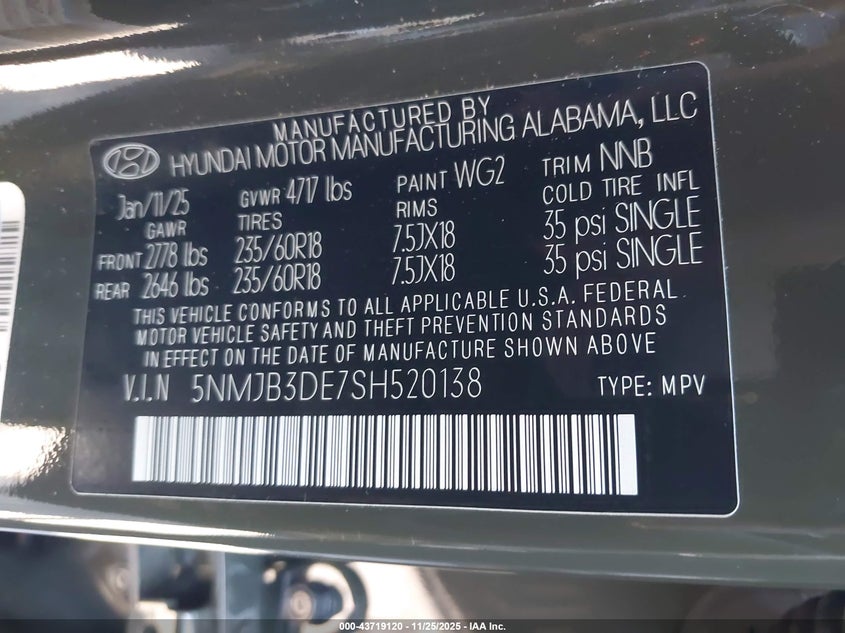 MANUFACTURED BY
HYUNDAI MOTOR MANUFACTURING ALABAMA, LLC
Jan/11/25 GVWR 4717 lbs PAINT WG2 TRIM NNB
GAWR TIRES RIMS COLD TIRE INFL
FRONT 2778 lbs 235/60R18 7.5JX18 35 psi SINGLE
REAR 2646 lbs 235/60R18 7.5JX18 35 psi SINGLE
THIS VEHICLE CONFORMS TO ALL APPLICABLE U.S.A. FEDERAL
MOTOR VEHICLE SAFETY AND THEFT PREVENTION STANDARDS
IN EFFECT ON THE DATE OF MANUFACTURE SHOWN ABOVE
V.I.N 5NMJB3DE7SH520138 TYPE: MPV
000-43719120 - 11/25/2025 - IAA Inc.